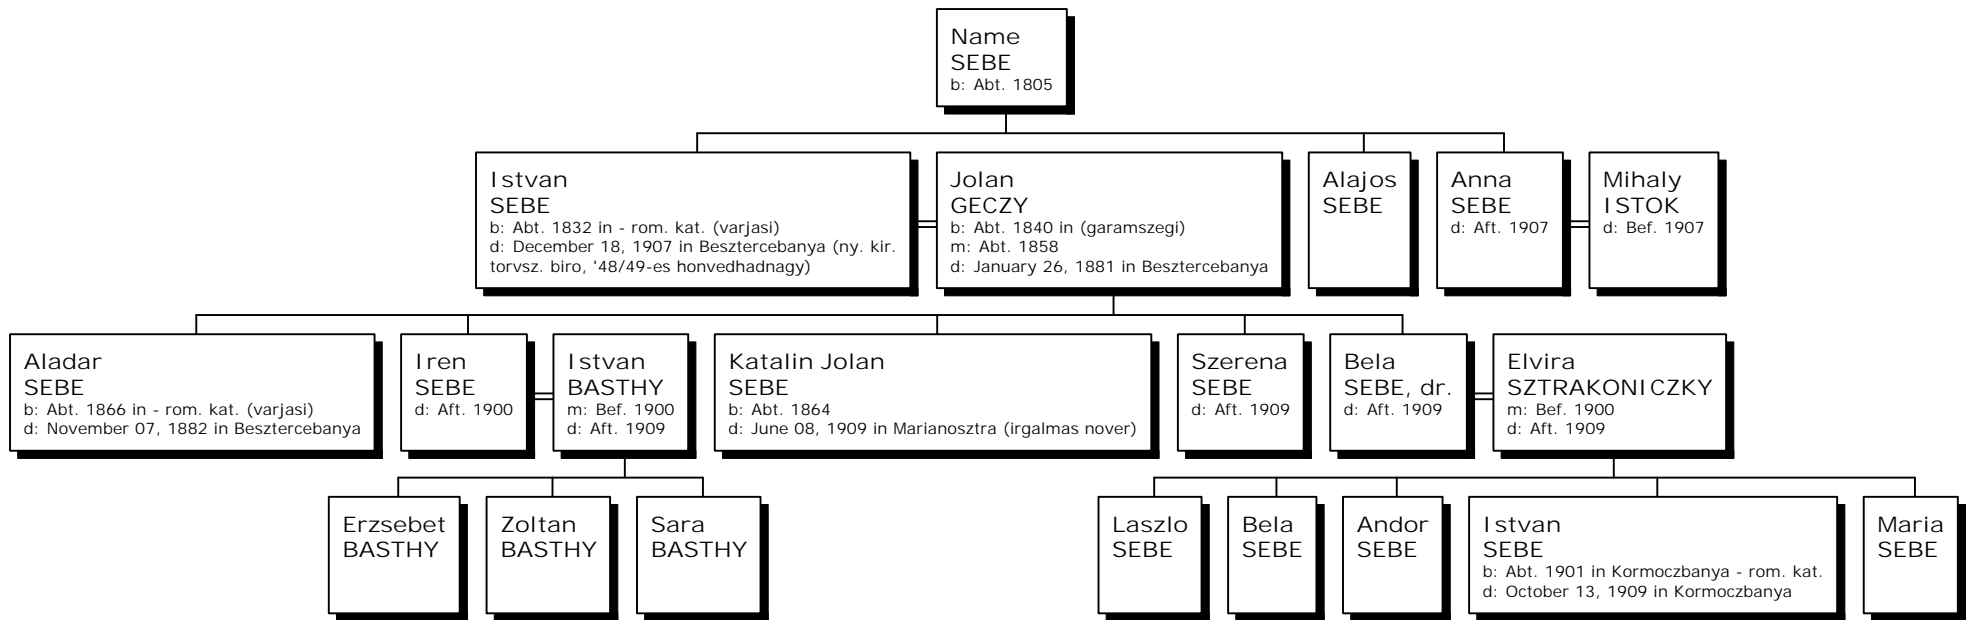 Name
SEBE
b: Abt. 1805
Istvan
SEBE
b: Abt. 1832 in - rom. kat. (varjasi)
d: December 18, 1907 in Besztercebanya (ny. kir.
torvsz. biro, '48/49-es honvedhadnagy)
Jolan
GECZY
b: Abt. 1840 in (garamszegi)
m: Abt. 1858
d: January 26, 1881 in Besztercebanya
Alajos
SEBE
Anna
SEBE
d: Aft. 1907
Mihaly
ISTOK
d: Bef. 1907
Aladar
SEBE
b: Abt. 1866 in - rom. kat. (varjasi)
d: November 07, 1882 in Besztercebanya
Iren
SEBE
d: Aft. 1900
Istvan
BASTHY
m: Bef. 1900
d: Aft. 1909
Katalin Jolan
SEBE
b: Abt. 1864
d: June 08, 1909 in Marianosztra (irgalmas nover)
Szerena
SEBE
d: Aft. 1909
Bela
SEBE, dr.
d: Aft. 1909
Elvira
SZTRAKONICZKY
m: Bef. 1900
d: Aft. 1909
Erzsebet
BASTHY
Zoltan
BASTHY
Sara
BASTHY
Laszlo
SEBE
Bela
SEBE
Andor
SEBE
Istvan
SEBE
b: Abt. 1901 in Kormoczbanya - rom. kat.
d: October 13, 1909 in Kormoczbanya
Maria
SEBE